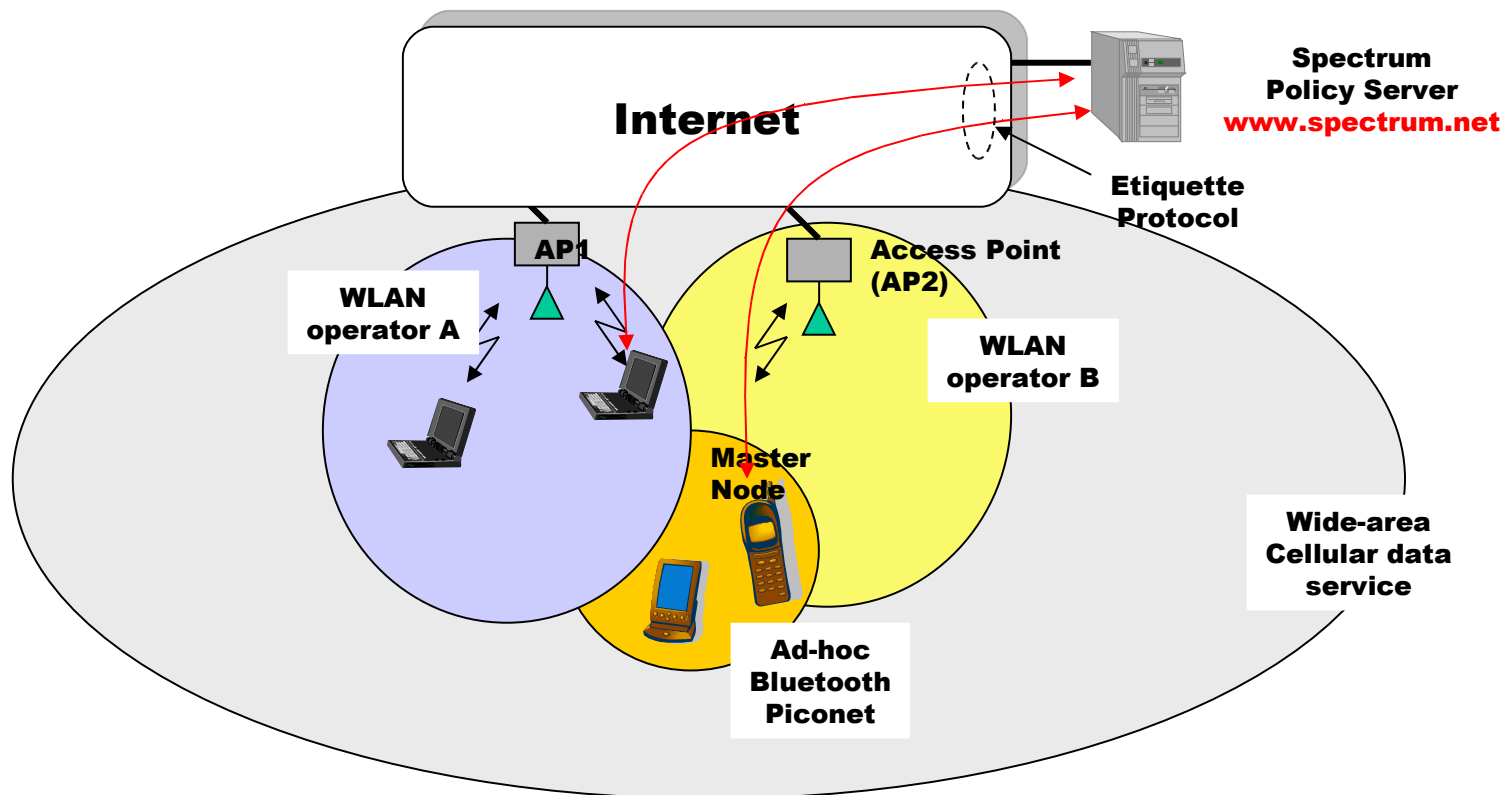 Internet
Spectrum
Policy Server
www.spectrum.net
Etiquette
Protocol
AP1
Access Point
(AP2)
WLAN
operator A
WLAN
operator B
Master
Node
Wide-area
Cellular data
service
Ad-hoc
Bluetooth
Piconet